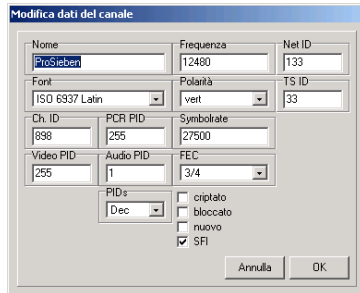 Modifica dati del canale
Nome Frequenza Net ID
ProSieben 12480 133
Font Polarità TS ID
ISO 6937 Latin vert 33
Ch. ID PCR PID Symbolrate
898 255 27500
Video PID Audio PID FEC
255 1 3/4
PIDs
Dec
criptato
bloccato
nuovo
SFI
Annulla OK